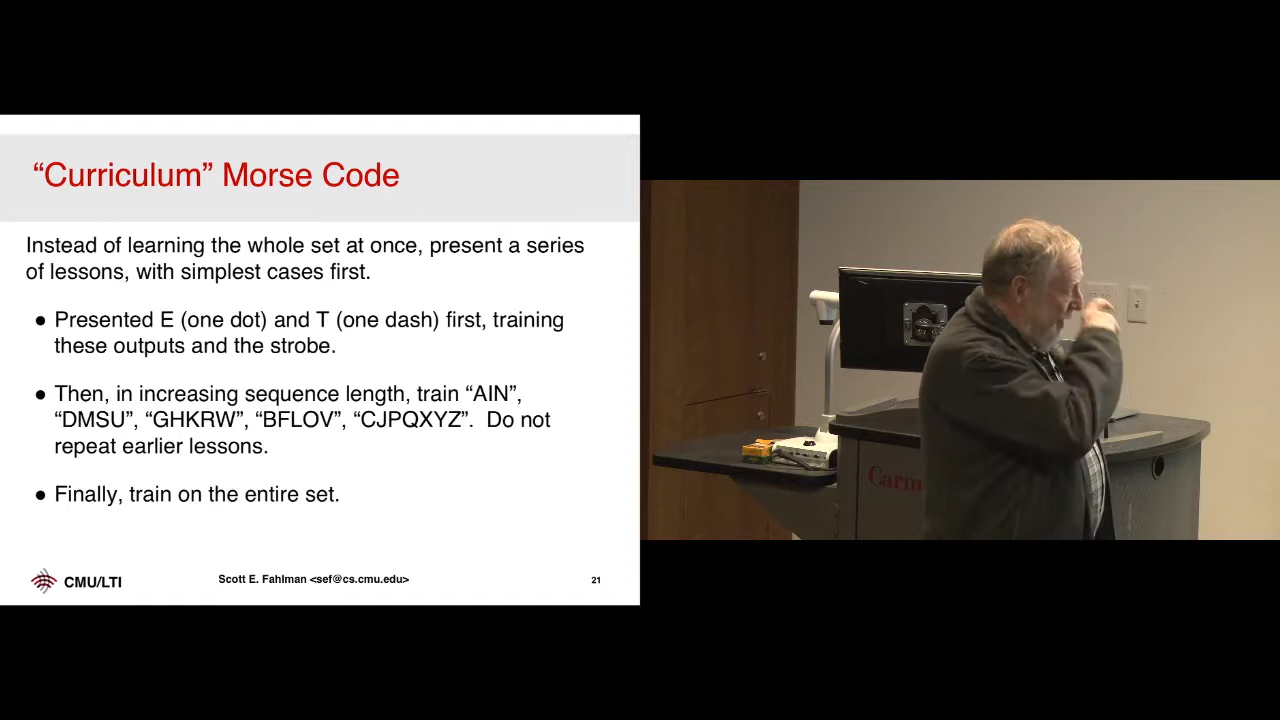 “Curriculum” Morse Code
Instead of learning the whole set at once, present a series
of lessons, with simplest cases first.
● Presented E (one dot) and T (one dash) first, training
these outputs and the strobe.
● Then, in increasing sequence length, train “AIN”,
“DMSU”, “GHKRW”, “BFLOV”, “CJPQXYZ”.  Do not
repeat earlier lessons.
● Finally, train on the entire set.
CMU/LTI
Scott E. Fahlman <sef@cs.cmu.edu>
21
Carn